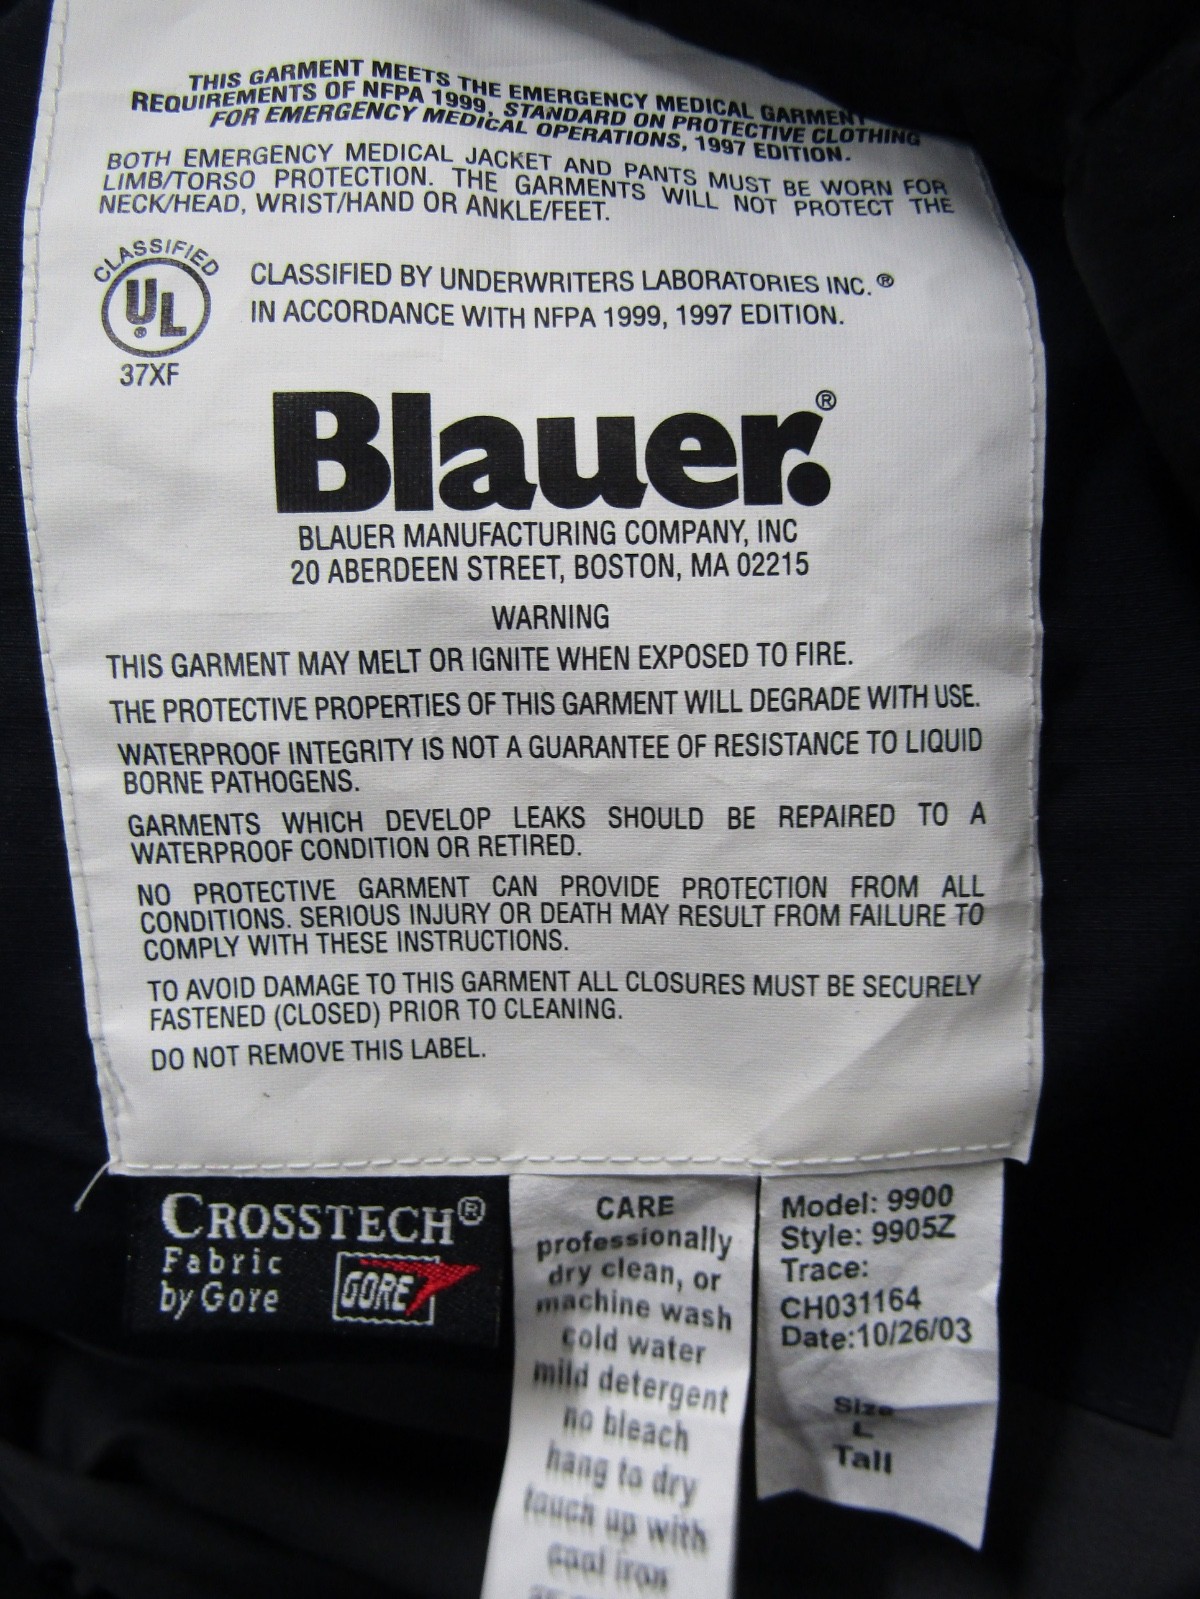 THIS GARMENT MEETS THE EMERGENCY MEDICAL GARMENT
REQUIREMENTS OF NFPA 1999, STANDARD ON PROTECTIVE CLOTHING
FOR EMERGENCY MEDICAL OPERATIONS, 1997 EDITION.
BOTH EMERGENCY MEDICAL JACKET AND PANTS MUST BE WORN FOR
LIMB/TORSO PROTECTION. THE GARMENTS WILL NOT PROTECT THE
NECK/HEAD, WRIST/HAND OR ANKLE/FEET.
CLASSIFIED
UL®
37XF
CLASSIFIED BY UNDERWRITERS LABORATORIES INC.®
IN ACCORDANCE WITH NFPA 1999, 1997 EDITION.
Blauer.®
BLAUER MANUFACTURING COMPANY, INC
20 ABERDEEN STREET, BOSTON, MA 02215
WARNING
THIS GARMENT MAY MELT OR IGNITE WHEN EXPOSED TO FIRE.
THE PROTECTIVE PROPERTIES OF THIS GARMENT WILL DEGRADE WITH USE.
WATERPROOF INTEGRITY IS NOT A GUARANTEE OF RESISTANCE TO LIQUID
BORNE PATHOGENS.
GARMENTS WHICH DEVELOP LEAKS SHOULD BE REPAIRED TO A
WATERPROOF CONDITION OR RETIRED.
NO PROTECTIVE GARMENT CAN PROVIDE PROTECTION FROM ALL
CONDITIONS. SERIOUS INJURY OR DEATH MAY RESULT FROM FAILURE TO
COMPLY WITH THESE INSTRUCTIONS.
TO AVOID DAMAGE TO THIS GARMENT ALL CLOSURES MUST BE SECURELY
FASTENED (CLOSED) PRIOR TO CLEANING.
DO NOT REMOVE THIS LABEL.
CROSSTECH®
Fabric
by Gore
GORE
CARE
professionally
dry clean, or
machine wash
cold water
mild detergent
no bleach
hang to dry
touch up with
cool iron
Model: 9900
Style: 9905Z
Trace:
CH031164
Date:10/26/03
Size
L
Tall